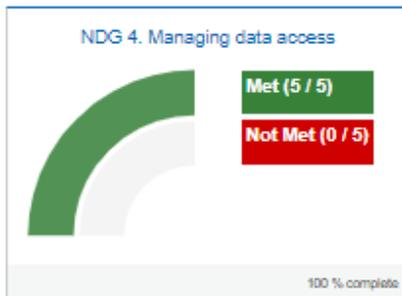 NDG 4. Managing data access
Met (5 / 5)
Not Met (0 / 5)
100 % complete